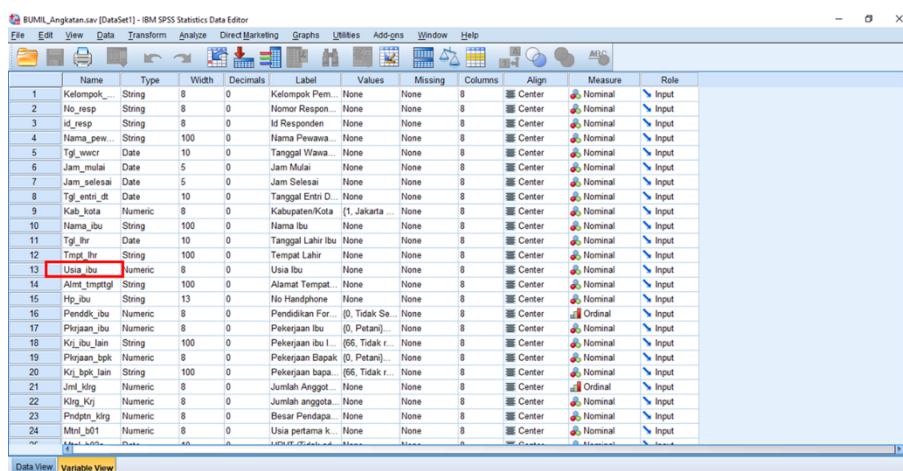 BUMIL_Angkatan.sav [DataSet1] - IBM SPSS Statistics Data Editor
File Edit View Data Transform Analyze Direct Marketing Graphs Utilities Add-ons Window Help
Name Type Width Decimals Label Values Missing Columns Align Measure Role
1 Kelompok_... String 8 0 Kelompok Pem... None None 8 Center Nominal Input
2 No_resp String 8 0 Nomor Respon... None None 8 Center Nominal Input
3 id_resp String 8 0 Id Responden None None 8 Center Nominal Input
4 Nama_pew... String 100 0 Nama Pewawa... None None 8 Center Nominal Input
5 Tgl_wwcr Date 10 0 Tanggal Wawa... None None 8 Center Nominal Input
6 Jam_mulai Date 5 0 Jam Mulai None None 8 Center Nominal Input
7 Jam_selesai Date 5 0 Jam Selesai None None 8 Center Nominal Input
8 Tgl_entri_dt Date 10 0 Tanggal Entri D... None None 8 Center Nominal Input
9 Kab_kota Numeric 8 0 Kabupaten/Kota {1, Jakarta ... None 8 Center Nominal Input
10 Nama_ibu String 100 0 Nama Ibu None None 8 Center Nominal Input
11 Tgl_lhr Date 10 0 Tanggal Lahir Ibu None None 8 Center Nominal Input
12 Tmpt_lhr String 100 0 Tempat Lahir None None 8 Center Nominal Input
13 Usia_ibu Numeric 8 0 Usia Ibu None None 8 Center Nominal Input
14 Almt_tmpttgl String 100 0 Alamat Tempat... None None 8 Center Nominal Input
15 Hp_ibu String 13 0 No Handphone None None 8 Center Nominal Input
16 Penddk_ibu Numeric 8 0 Pendidikan For... {0, Tidak Se... None 8 Center Ordinal Input
17 Pkrjaan_ibu Numeric 8 0 Pekerjaan Ibu {0, Petani}... None 8 Center Nominal Input
18 Krj_ibu_lain String 100 0 Pekerjaan ibu l... {66, Tidak r... None 8 Center Nominal Input
19 Pkrjaan_bpk Numeric 8 0 Pekerjaan Bapak {0, Petani}... None 8 Center Nominal Input
20 Krj_bpk_lain String 100 0 Pekerjaan bapa... {66, Tidak r... None 8 Center Nominal Input
21 Jml_klrg Numeric 8 0 Jumlah Anggot... None None 8 Center Ordinal Input
22 Klrg_Krj Numeric 8 0 Jumlah anggota... None None 8 Center Nominal Input
23 Pndptn_klrg Numeric 8 0 Besar Pendapa... None None 8 Center Nominal Input
24 Mtnl_b01 Numeric 8 0 Usia pertama k... None None 8 Center Nominal Input
Data View Variable View